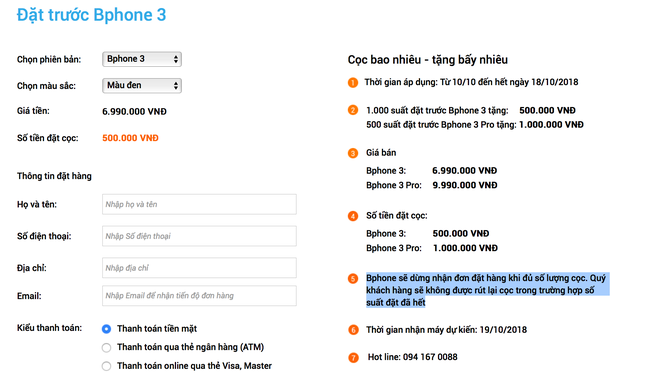 Đặt trước Bphone 3
Chọn phiên bản: Bphone 3
Chọn màu sắc: Màu đen
Giá tiền: 6.990.000 VNĐ
Số tiền đặt cọc: 500.000 VNĐ
Thông tin đặt hàng
Họ và tên: Nhập họ và tên
Số điện thoại: Nhập Số điện thoại
Địa chỉ: Nhập địa chỉ
Email: Nhập Email để nhận tiến độ đơn hàng
Kiểu thanh toán: Thanh toán tiền mặt
Thanh toán qua thẻ ngân hàng (ATM)
Thanh toán online qua thẻ Visa, Master
Cọc bao nhiêu - tặng bấy nhiêu
1 Thời gian áp dụng: Từ 10/10 đến hết ngày 18/10/2018
2 1.000 suất đặt trước Bphone 3 tặng: 500.000 VNĐ
500 suất đặt trước Bphone 3 Pro tặng: 1.000.000 VNĐ
3 Giá bán
Bphone 3: 6.990.000 VNĐ
Bphone 3 Pro: 9.990.000 VNĐ
4 Số tiền đặt cọc:
Bphone 3: 500.000 VNĐ
Bphone 3 Pro: 1.000.000 VNĐ
5 Bphone sẽ dừng nhận đơn đặt hàng khi đủ số lượng cọc. Quý
khách hàng sẽ không được rút lại cọc trong trường hợp số
suất đặt đã hết
6 Thời gian nhận máy dự kiến: 19/10/2018
7 Hot line: 094 167 0088